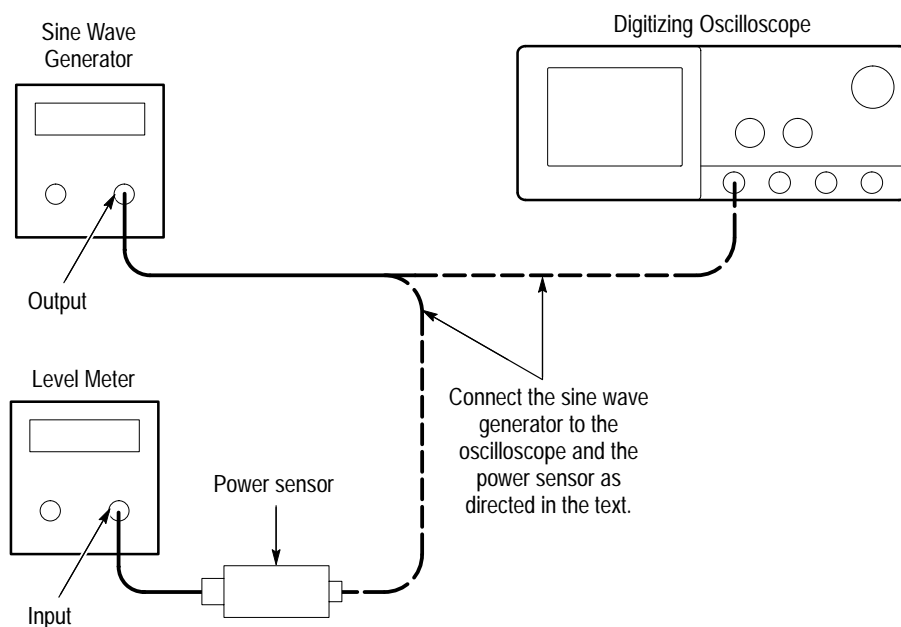 Sine Wave
Generator
Digitizing Oscilloscope
Output
Level Meter
Connect the sine wave
generator to the
oscilloscope and the
power sensor as
directed in the text.
Power sensor
Input